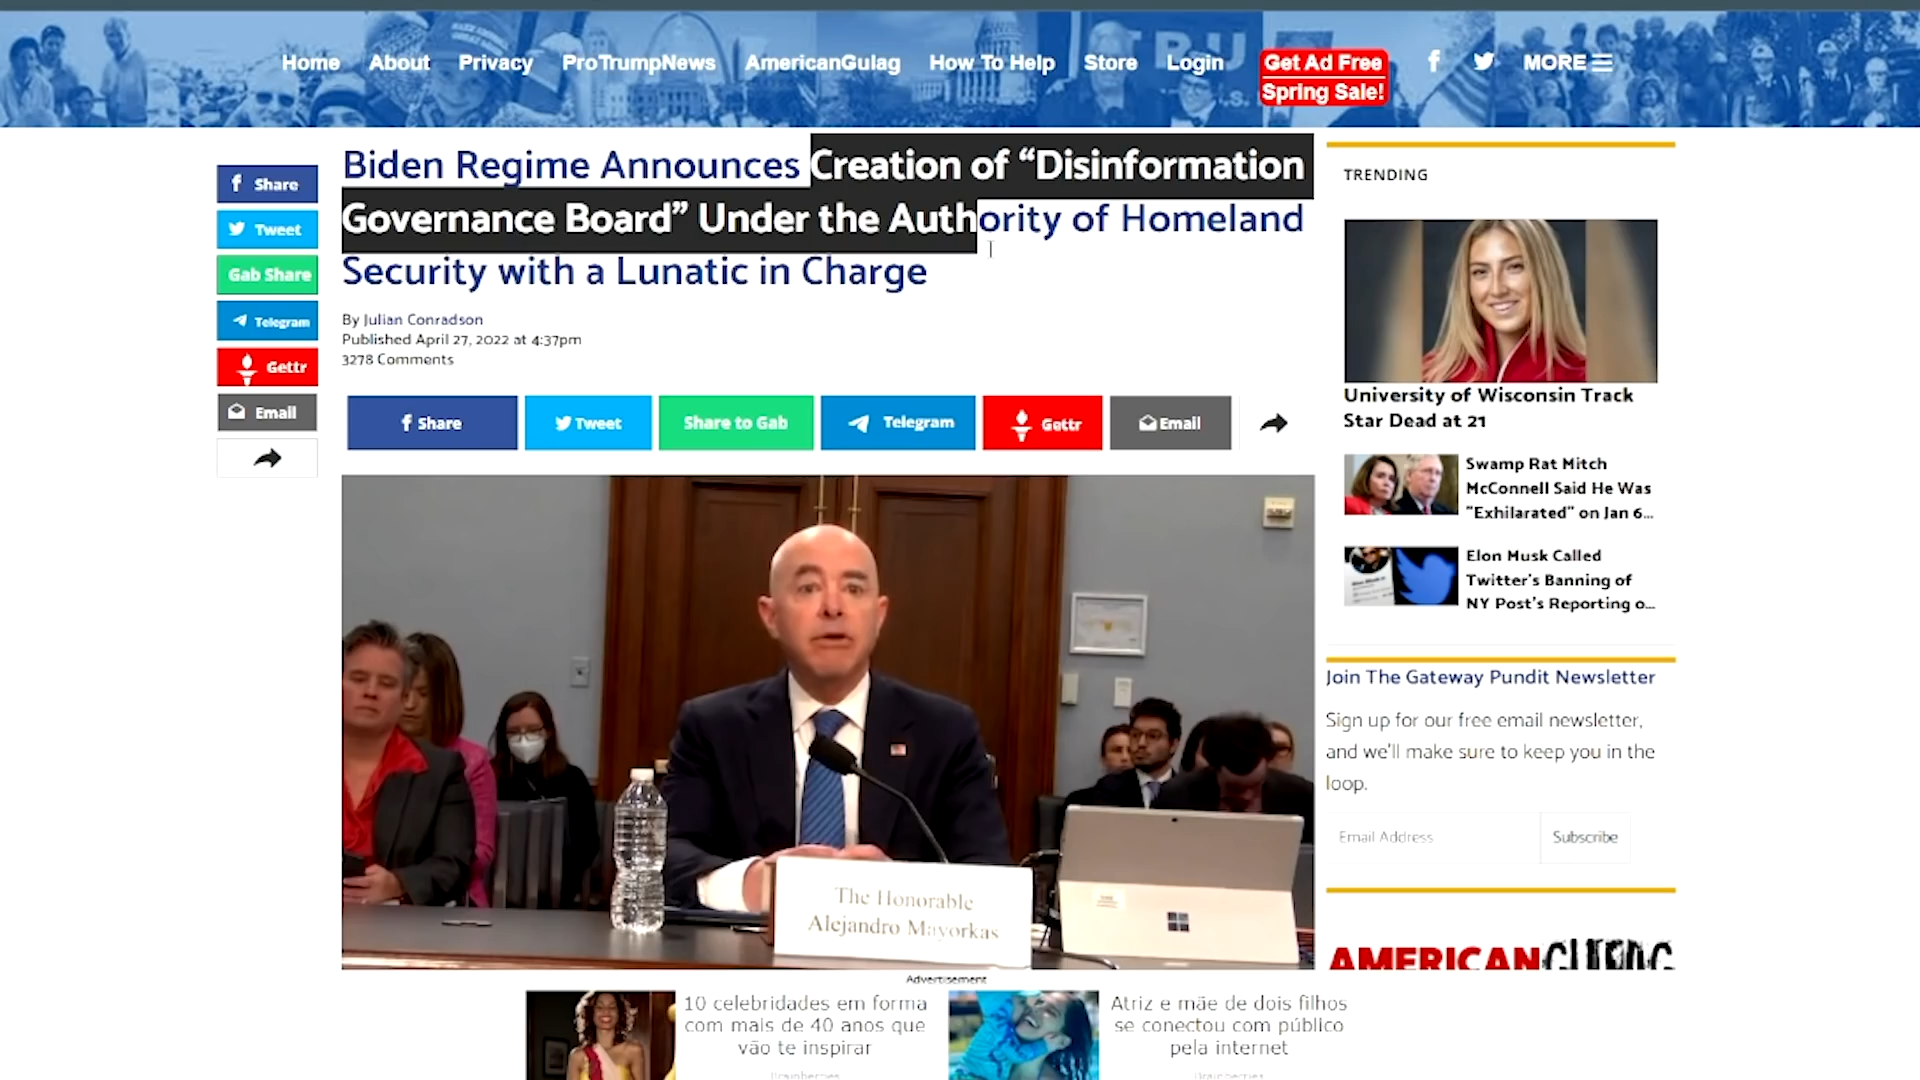 Home About Privacy ProTrumpNews AmericanGulag How To Help Store Login Get Ad Free Spring Sale! MORE
Share
Tweet
Gab Share
Telegram
Gettr
Email
Biden Regime Announces Creation of “Disinformation
Governance Board” Under the Authority of Homeland
Security with a Lunatic in Charge
By Julian Conradson
Published April 27, 2022 at 4:37pm
3278 Comments
Share Tweet Share to Gab Telegram Gettr Email
The Honorable
Alejandro Mayorkas
TRENDING
University of Wisconsin Track
Star Dead at 21
Swamp Rat Mitch
McConnell Said He Was
"Exhilarated" on Jan 6...
Elon Musk Called
Twitter's Banning of
NY Post's Reporting o...
Join The Gateway Pundit Newsletter
Sign up for our free email newsletter,
and we'll make sure to keep you in the
loop.
Email Address Subscribe
AMERICANGULAG
Advertisement
10 celebridades em forma
com mais de 40 anos que
vão te inspirar
Brainberries
Atriz e mãe de dois filhos
se conectou com público
pela internet
Brainberries